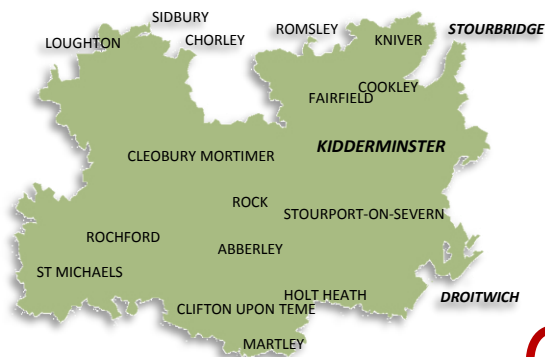 SIDBURY
LOUGHTON
CHORLEY
ROMSLEY
KNIVER
STOURBRIDGE
COOKLEY
FAIRFIELD
CLEOBURY MORTIMER
KIDDERMINSTER
ROCK
STOURPORT-ON-SEVERN
ROCHFORD
ABBERLEY
ST MICHAELS
HOLT HEATH
DROITWICH
CLIFTON UPON TEME
MARTLEY